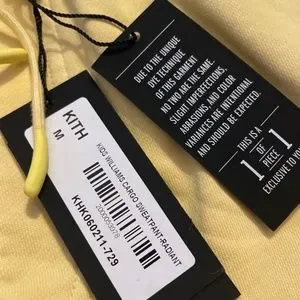 KITH
M
KIDS WILLIAMS CARGO SWEATPANT-RADIANT
KHK060211-729
DUE TO THE UNIQUE
DYE TECHNIQUE
OF THIS GARMENT
NO TWO ARE THE SAME.
SLIGHT IMPERFECTIONS,
ABRASIONS, AND COLOR
VARIANCES ARE INTENTIONAL
AND SHOULD BE EXPECTED.
THIS IS A
1 OF 1
PIECE
EXCLUSIVE TO